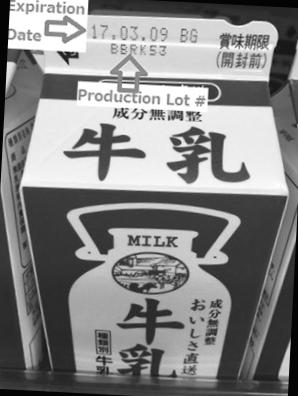 Expiration
Date
17.03.09 BG
BBRK53
賞味期限
(開封前)
Production Lot #
成分無調整
牛乳
MILK
牛乳
成分無調整
おいしさ直送
種類別
牛乳